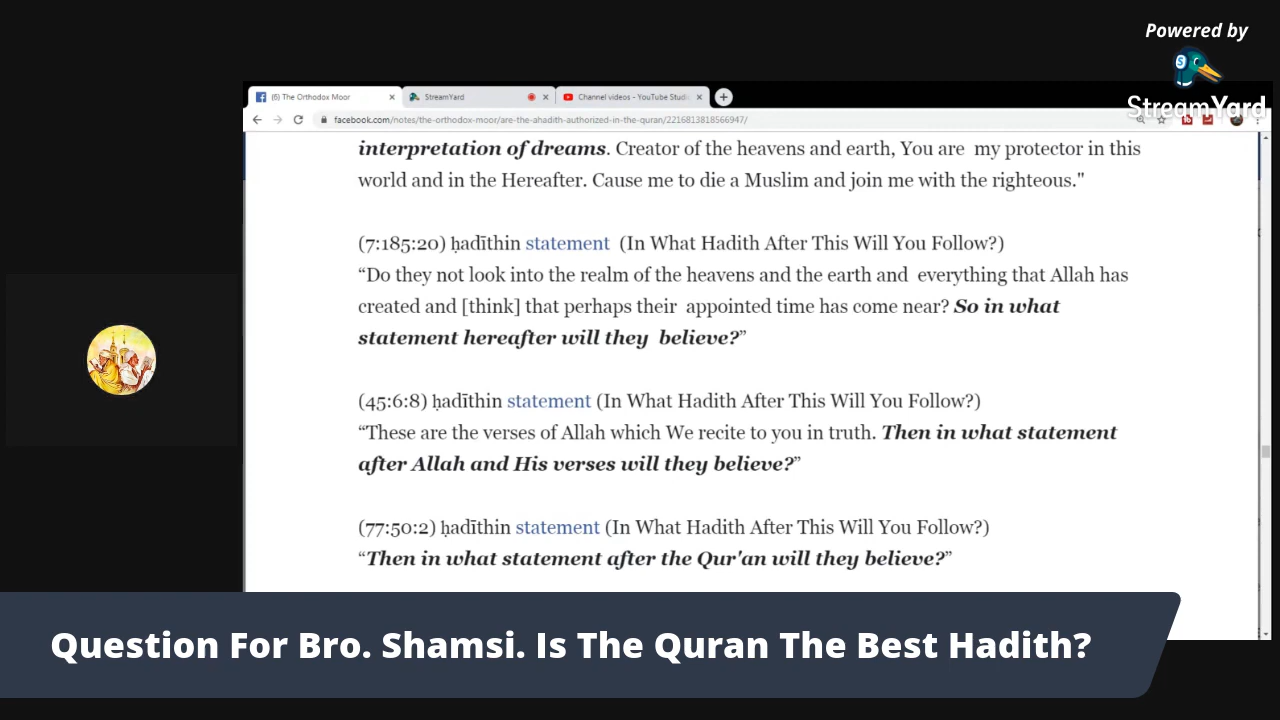 Powered by
StreamYard
(6) The Orthodox Moor
StreamYard
Channel videos - YouTube Studi
facebook.com/notes/the-orthodox-moor/are-the-ahadith-authorized-in-the-quran/2216813818566947/
interpretation of dreams. Creator of the heavens and earth, You are my protector in this
world and in the Hereafter. Cause me to die a Muslim and join me with the righteous."
(7:185:20) ḥadīthin statement (In What Hadith After This Will You Follow?)
“Do they not look into the realm of the heavens and the earth and everything that Allah has
created and [think] that perhaps their appointed time has come near? So in what
statement hereafter will they believe?”
(45:6:8) ḥadīthin statement (In What Hadith After This Will You Follow?)
“These are the verses of Allah which We recite to you in truth. Then in what statement
after Allah and His verses will they believe?”
(77:50:2) ḥadīthin statement (In What Hadith After This Will You Follow?)
“Then in what statement after the Qur'an will they believe?”
Question For Bro. Shamsi. Is The Quran The Best Hadith?